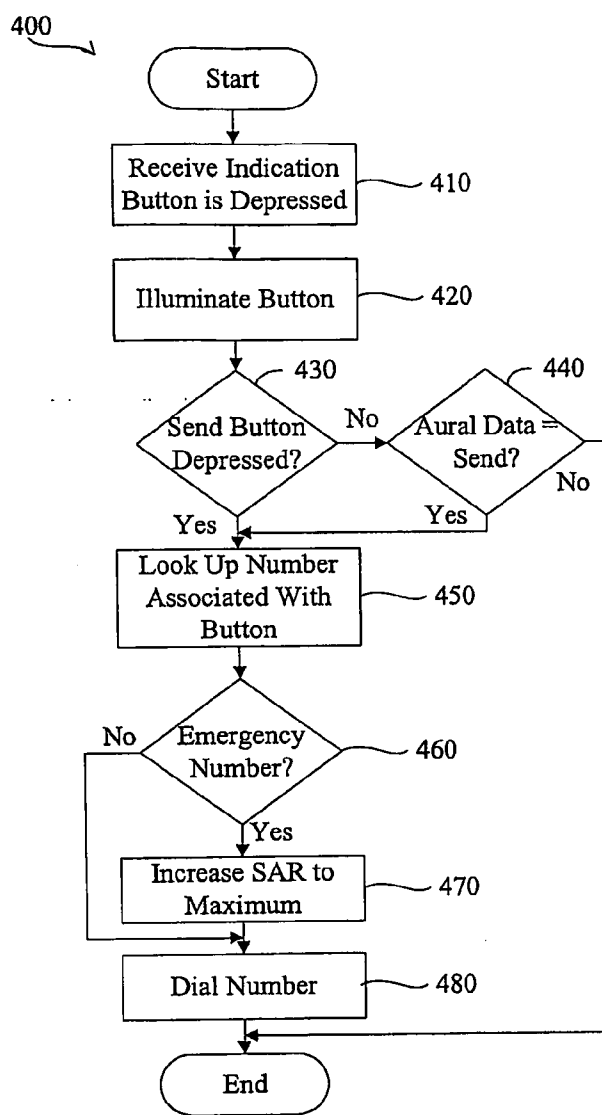 400
Start
Receive Indication
Button is Depressed
410
Illuminate Button
420
430
440
Send Button
Depressed?
No
Aural Data =
Send?
No
Yes
Yes
Look Up Number
Associated With
Button
450
No
Emergency
Number?
460
Yes
Increase SAR to
Maximum
470
Dial Number
480
End